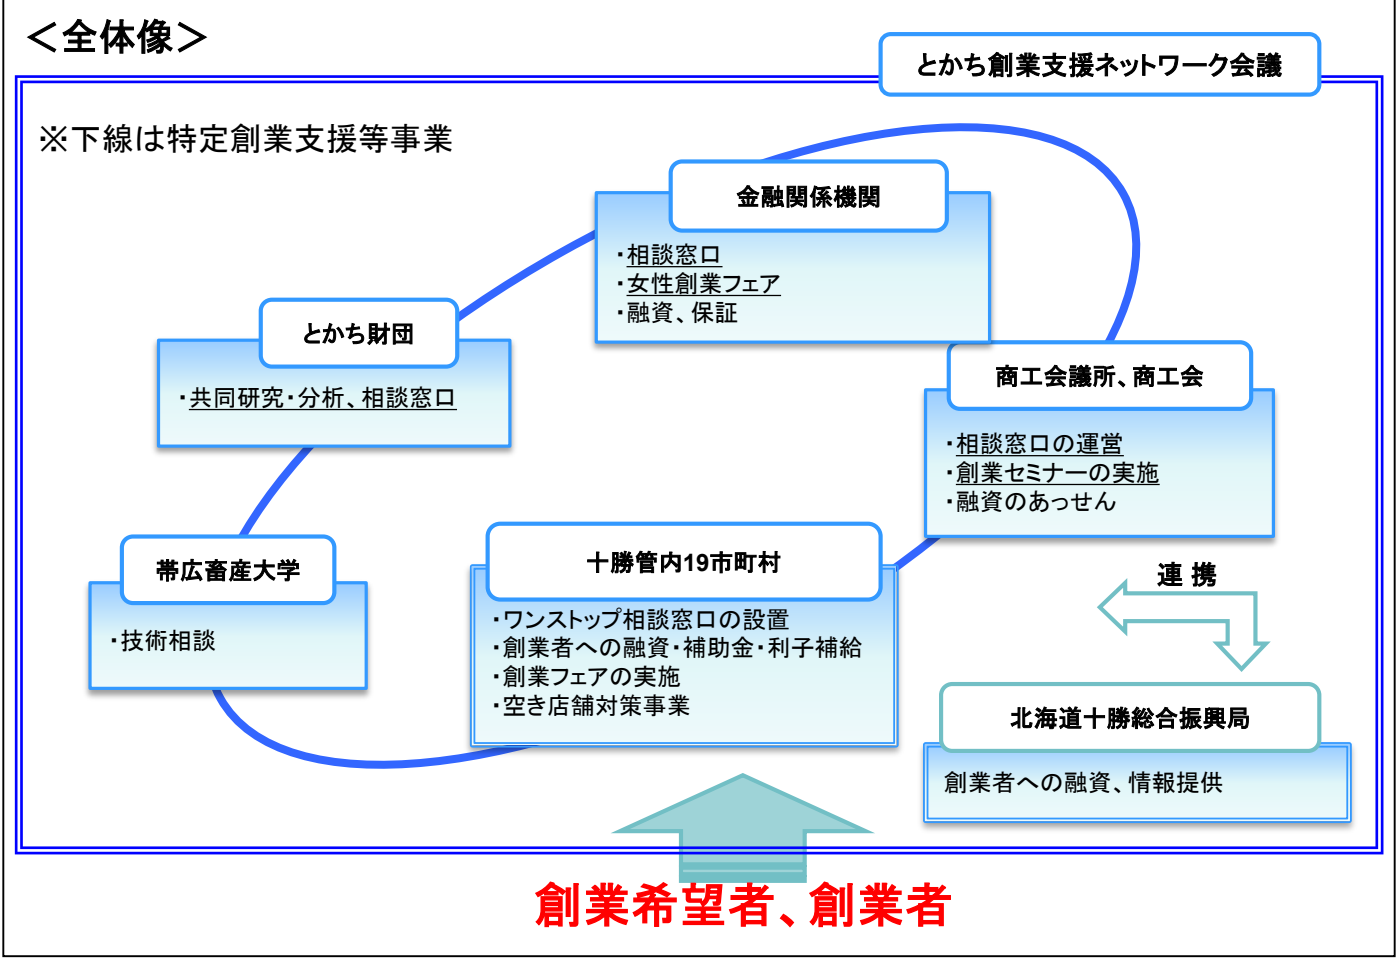 ＜全体像＞
とかち創業支援ネットワーク会議
※下線は特定創業支援等事業
金融関係機関
・相談窓口
・女性創業フェア
・融資、保証
とかち財団
・共同研究・分析、相談窓口
商工会議所、商工会
・相談窓口の運営
・創業セミナーの実施
・融資のあっせん
帯広畜産大学
・技術相談
十勝管内19市町村
・ワンストップ相談窓口の設置
・創業者への融資・補助金・利子補給
・創業フェアの実施
・空き店舗対策事業
連 携
北海道十勝総合振興局
創業者への融資、情報提供
創業希望者、創業者